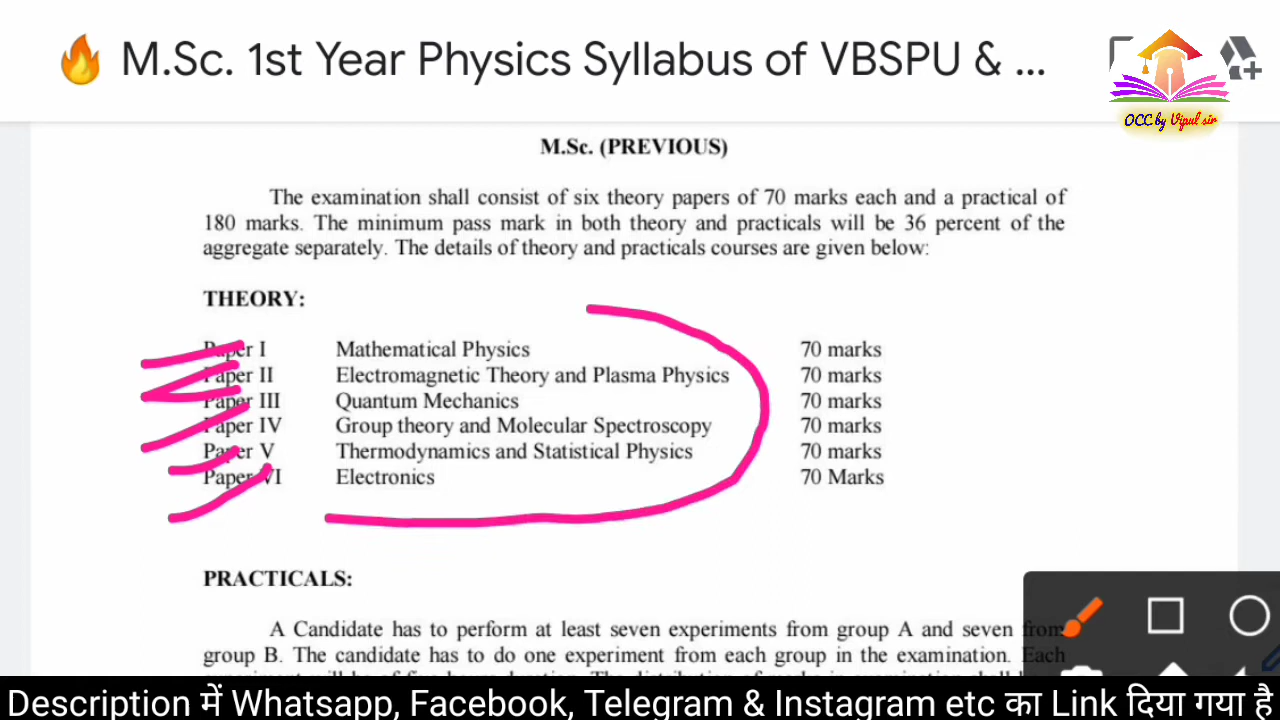 🔥 M.Sc. 1st Year Physics Syllabus of VBSPU & ...
OCC by Vipul sir
M.Sc. (PREVIOUS)
The examination shall consist of six theory papers of 70 marks each and a practical of
180 marks. The minimum pass mark in both theory and practicals will be 36 percent of the
aggregate separately. The details of theory and practicals courses are given below:
THEORY:
Paper I Mathematical Physics 70 marks
Paper II Electromagnetic Theory and Plasma Physics 70 marks
Paper III Quantum Mechanics 70 marks
Paper IV Group theory and Molecular Spectroscopy 70 marks
Paper V Thermodynamics and Statistical Physics 70 marks
Paper VI Electronics 70 Marks
PRACTICALS:
A Candidate has to perform at least seven experiments from group A and seven from
group B. The candidate has to do one experiment from each group in the examination. Each
Description में Whatsapp, Facebook, Telegram & Instagram etc का Link दिया गया है